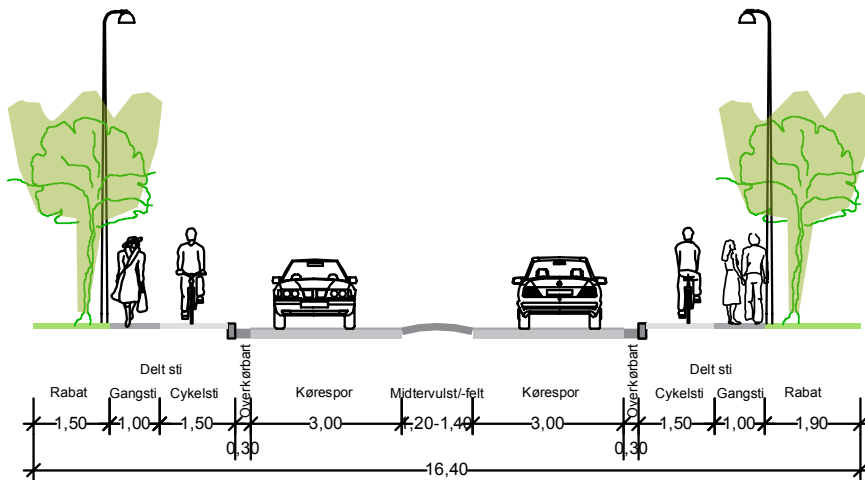 Delt sti Delt sti
Rabat Gangsti Cykelsti Overkørbart Kørespor Midtervulst/-felt Kørespor Overkørbart Cykelsti Gangsti Rabat
1,50 1,00 1,50 3,00 1,20-1,40 3,00 1,50 1,00 1,90
0,30 0,30
16,40